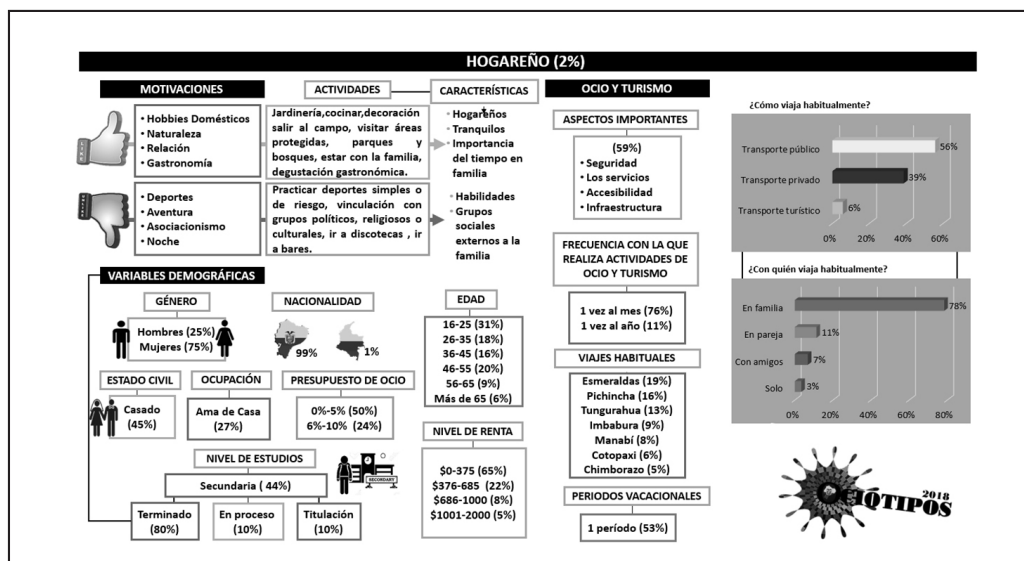 HOGAREÑO (2%)
MOTIVACIONES
ACTIVIDADES
CARACTERÍSTICAS
LIKE
• Hobbies Domésticos
• Naturaleza
• Relación
• Gastronomía
Jardinería,cocinar,decoración
salir al campo, visitar áreas
protegidas, parques y
bosques, estar con la familia,
degustación gastronómica.
• Hogareños
• Tranquilos
• Importancia
del tiempo en
familia
• Deportes
• Aventura
• Asociacionismo
• Noche
Practicar deportes simples o
de riesgo, vinculación con
grupos políticos, religiosos o
culturales, ir a discotecas , ir
a bares.
• Habilidades
• Grupos
sociales
externos a la
familia
VARIABLES DEMOGRÁFICAS
GÉNERO
Hombres (25%)
Mujeres (75%)
NACIONALIDAD
99%
1%
EDAD
16-25 (31%)
26-35 (18%)
36-45 (16%)
46-55 (20%)
56-65 (9%)
Más de 65 (6%)
ESTADO CIVIL
Casado
(45%)
OCUPACIÓN
Ama de Casa
(27%)
PRESUPUESTO DE OCIO
0%-5% (50%)
6%-10% (24%)
NIVEL DE RENTA
$0-375 (65%)
$376-685 (22%)
$686-1000 (8%)
$1001-2000 (5%)
NIVEL DE ESTUDIOS
Secundaria ( 44%)
SECONDARY
Terminado
(80%)
En proceso
(10%)
Titulación
(10%)
OCIO Y TURISMO
ASPECTOS IMPORTANTES
(59%)
• Seguridad
• Los servicios
• Accesibilidad
• Infraestructura
FRECUENCIA CON LA QUE
REALIZA ACTIVIDADES DE
OCIO Y TURISMO
1 vez al mes (76%)
1 vez al año (11%)
VIAJES HABITUALES
Esmeraldas (19%)
Pichincha (16%)
Tungurahua (13%)
Imbabura (9%)
Manabí (8%)
Cotopaxi (6%)
Chimborazo (5%)
PERIODOS VACACIONALES
1 período (53%)
¿Cómo viaja habitualmente?
Transporte público 56%
Transporte privado 39%
Transporte turístico 6%
0% 20% 40% 60%
¿Con quién viaja habitualmente?
En familia 78%
En pareja 11%
Con amigos 7%
Solo 3%
0% 20% 40% 60% 80%
2018